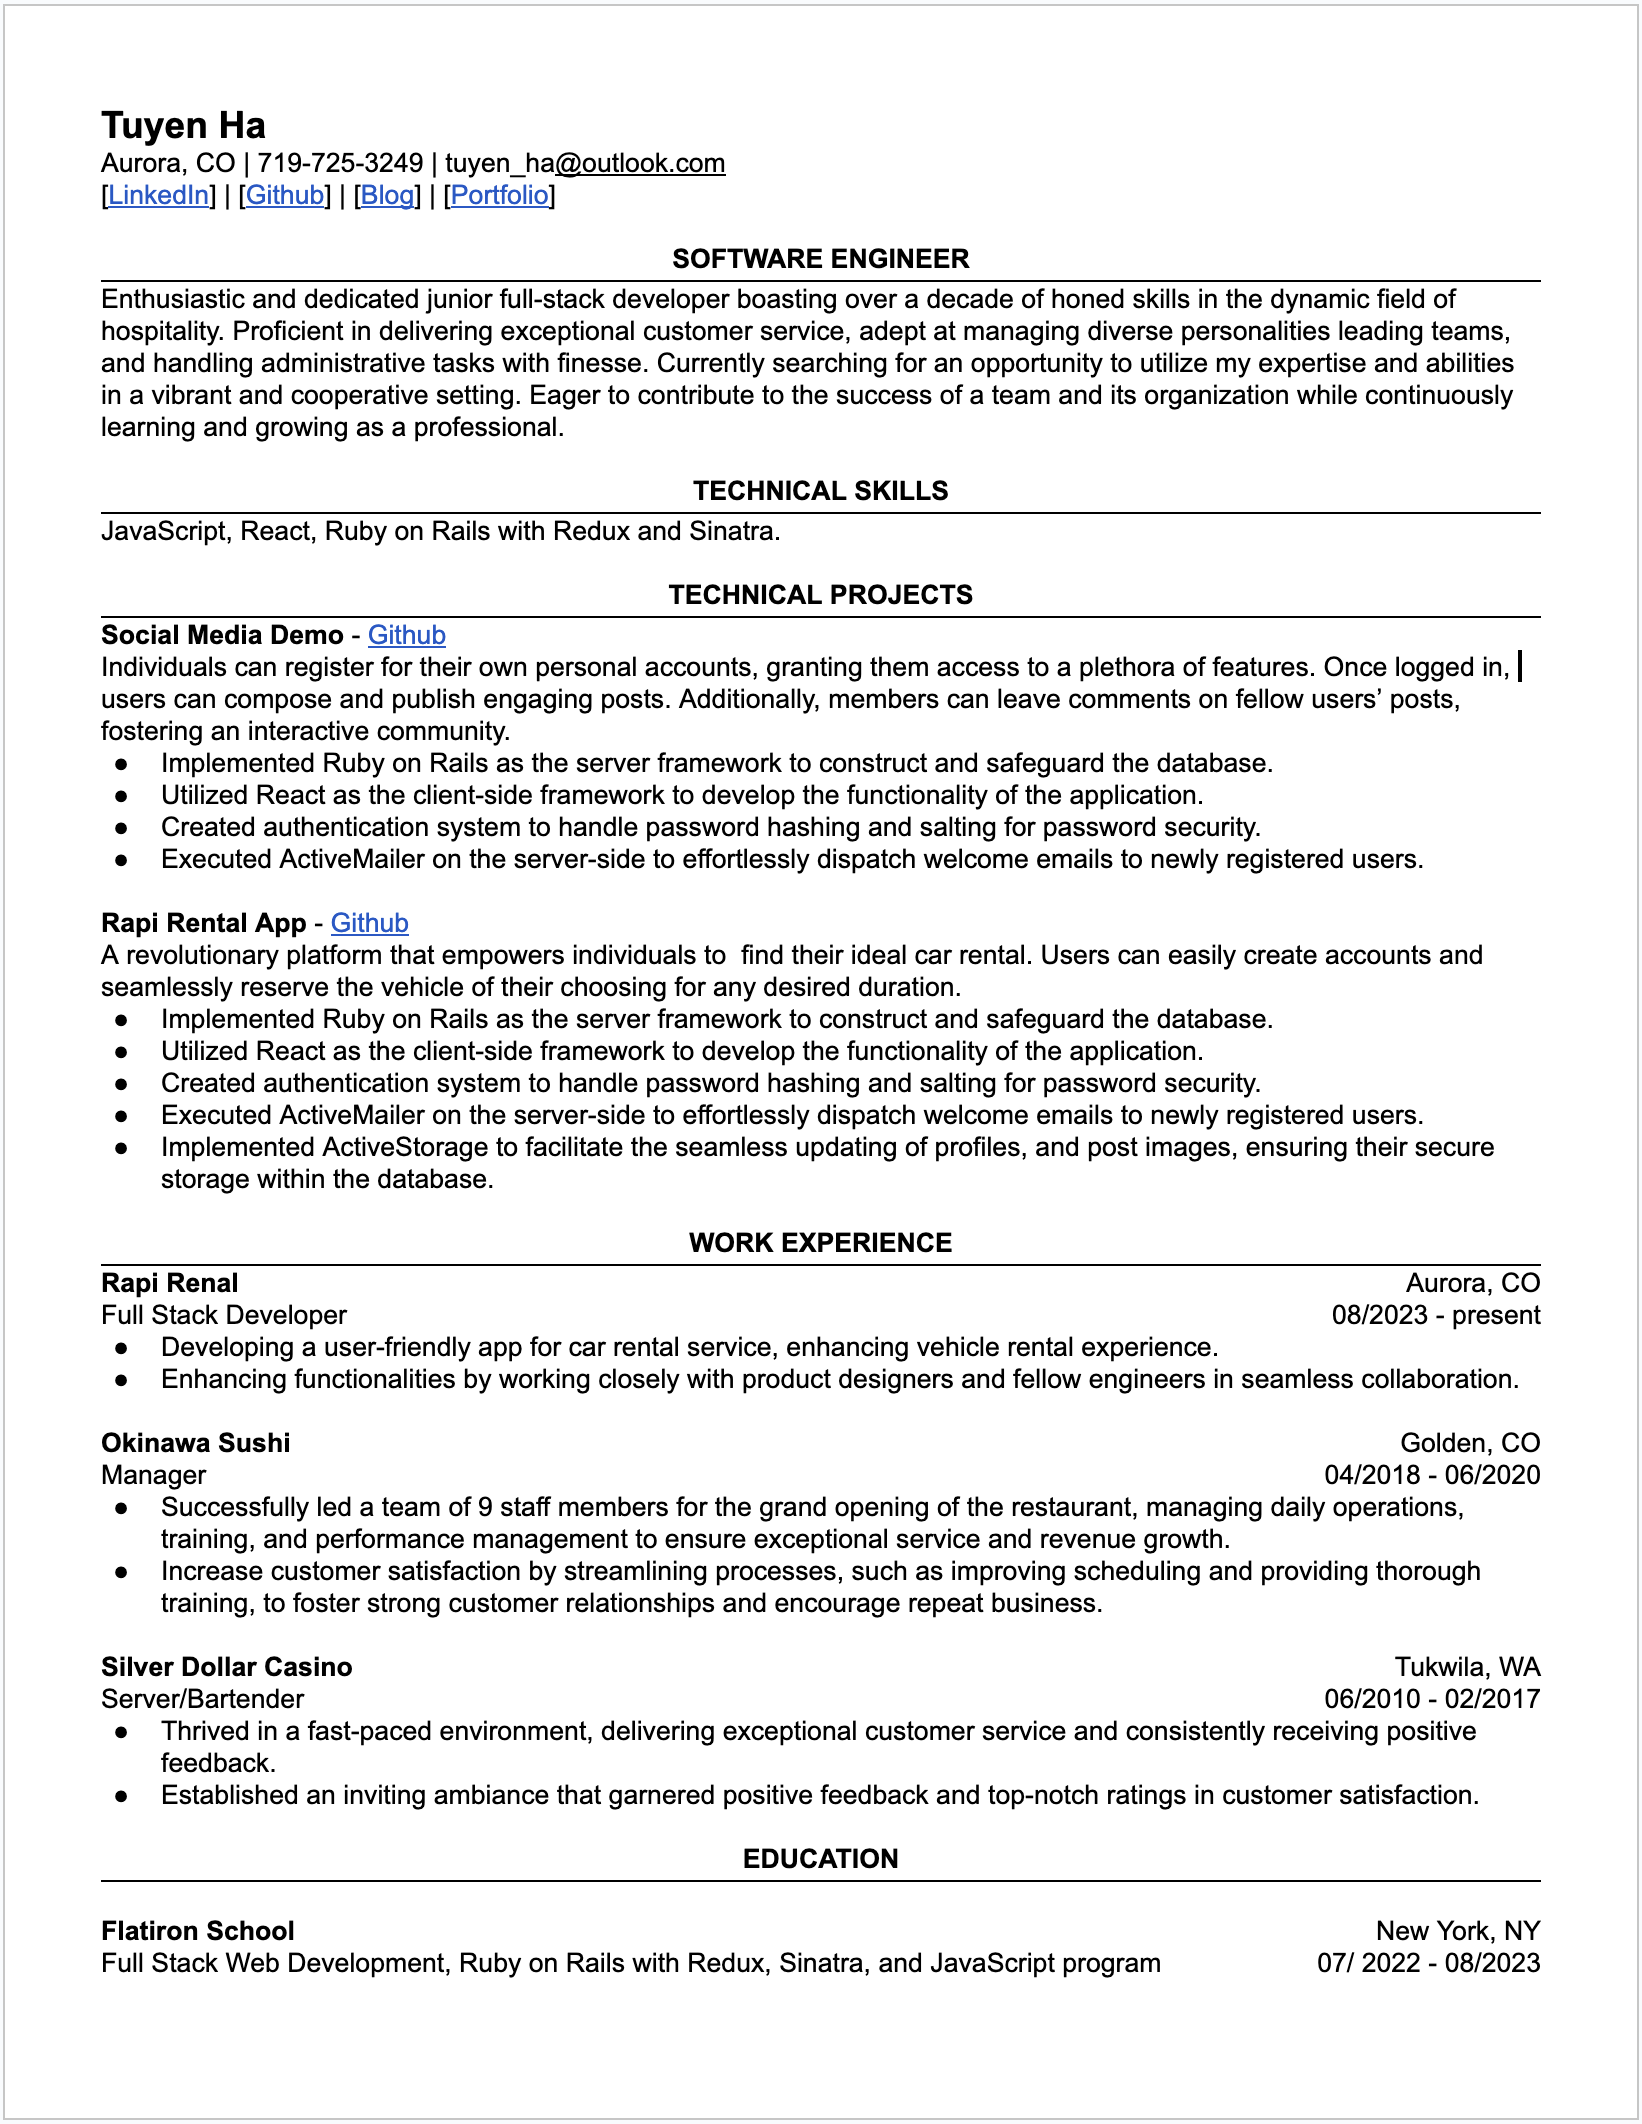 Tuyen Ha
Aurora, CO | 719-725-3249 | tuyen_ha@outlook.com
[LinkedIn] | [Github] | [Blog] | [Portfolio]
SOFTWARE ENGINEER
Enthusiastic and dedicated junior full-stack developer boasting over a decade of honed skills in the dynamic field of
hospitality. Proficient in delivering exceptional customer service, adept at managing diverse personalities leading teams,
and handling administrative tasks with finesse. Currently searching for an opportunity to utilize my expertise and abilities
in a vibrant and cooperative setting. Eager to contribute to the success of a team and its organization while continuously
learning and growing as a professional.
TECHNICAL SKILLS
JavaScript, React, Ruby on Rails with Redux and Sinatra.
TECHNICAL PROJECTS
Social Media Demo - Github
Individuals can register for their own personal accounts, granting them access to a plethora of features. Once logged in,
users can compose and publish engaging posts. Additionally, members can leave comments on fellow users’ posts,
fostering an interactive community.
● Implemented Ruby on Rails as the server framework to construct and safeguard the database.
● Utilized React as the client-side framework to develop the functionality of the application.
● Created authentication system to handle password hashing and salting for password security.
● Executed ActiveMailer on the server-side to effortlessly dispatch welcome emails to newly registered users.
Rapi Rental App - Github
A revolutionary platform that empowers individuals to  find their ideal car rental. Users can easily create accounts and
seamlessly reserve the vehicle of their choosing for any desired duration.
● Implemented Ruby on Rails as the server framework to construct and safeguard the database.
● Utilized React as the client-side framework to develop the functionality of the application.
● Created authentication system to handle password hashing and salting for password security.
● Executed ActiveMailer on the server-side to effortlessly dispatch welcome emails to newly registered users.
● Implemented ActiveStorage to facilitate the seamless updating of profiles, and post images, ensuring their secure
storage within the database.
WORK EXPERIENCE
Rapi Renal Aurora, CO
Full Stack Developer 08/2023 - present
● Developing a user-friendly app for car rental service, enhancing vehicle rental experience.
● Enhancing functionalities by working closely with product designers and fellow engineers in seamless collaboration.
Okinawa Sushi Golden, CO
Manager 04/2018 - 06/2020
● Successfully led a team of 9 staff members for the grand opening of the restaurant, managing daily operations,
training, and performance management to ensure exceptional service and revenue growth.
● Increase customer satisfaction by streamlining processes, such as improving scheduling and providing thorough
training, to foster strong customer relationships and encourage repeat business.
Silver Dollar Casino Tukwila, WA
Server/Bartender 06/2010 - 02/2017
● Thrived in a fast-paced environment, delivering exceptional customer service and consistently receiving positive
feedback.
● Established an inviting ambiance that garnered positive feedback and top-notch ratings in customer satisfaction.
EDUCATION
Flatiron School New York, NY
Full Stack Web Development, Ruby on Rails with Redux, Sinatra, and JavaScript program 07/ 2022 - 08/2023